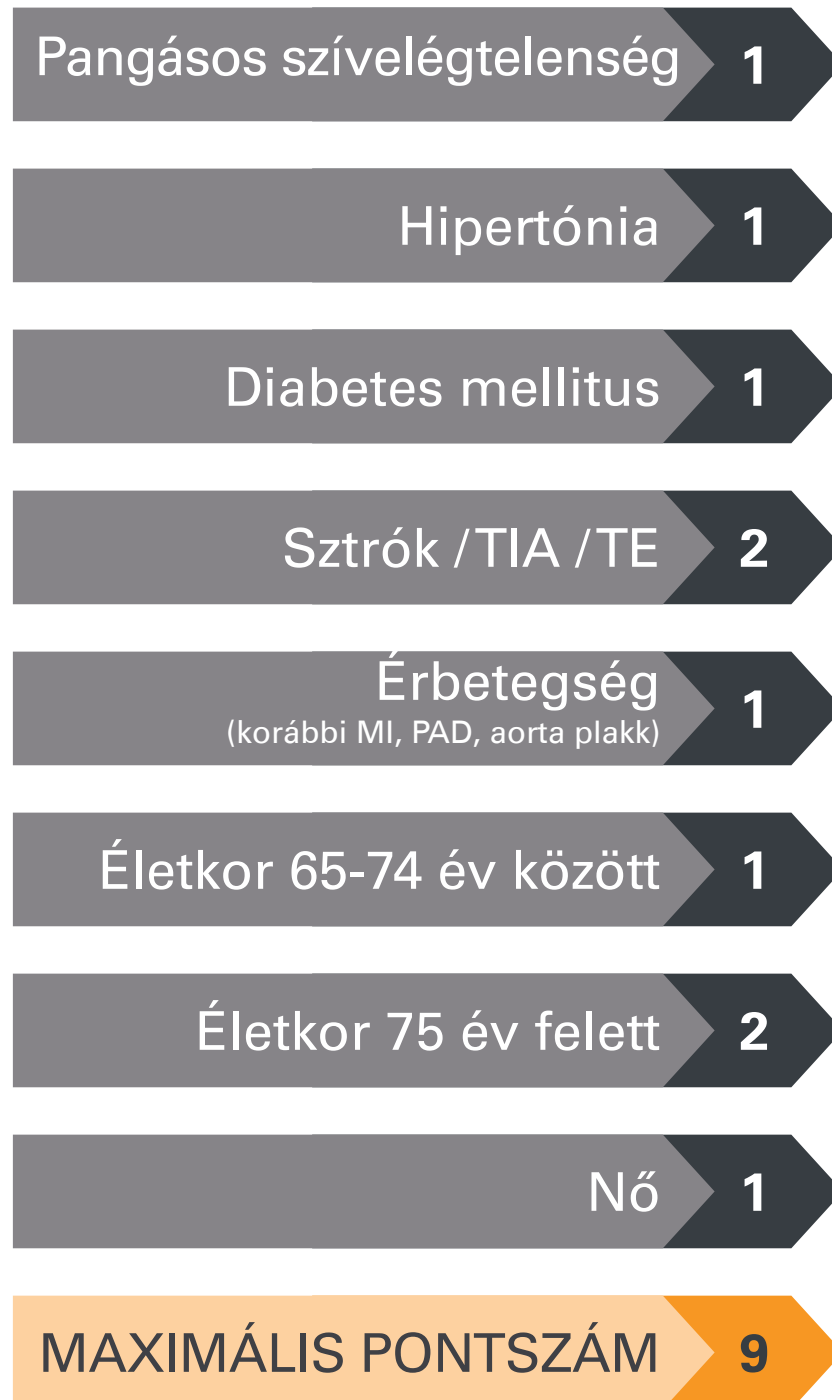 Pangásos szívelégtelenség 1
Hipertónia 1
Diabetes mellitus 1
Sztrók / TIA / TE 2
Érbetegség
(korábbi MI, PAD, aorta plakk) 1
Életkor 65-74 év között 1
Életkor 75 év felett 2
Nő 1
MAXIMÁLIS PONTSZÁM 9